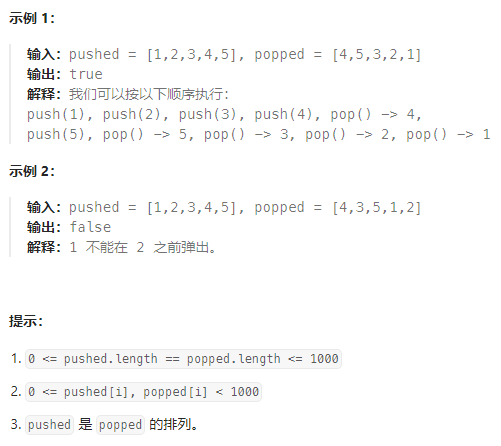 示例 1：
输入：pushed = [1,2,3,4,5], popped = [4,5,3,2,1]
输出：true
解释：我们可以按以下顺序执行：
push(1), push(2), push(3), push(4), pop() -> 4,
push(5), pop() -> 5, pop() -> 3, pop() -> 2, pop() -> 1
示例 2：
输入：pushed = [1,2,3,4,5], popped = [4,3,5,1,2]
输出：false
解释：1 不能在 2 之前弹出。
提示：
1. 0 <= pushed.length == popped.length <= 1000
2. 0 <= pushed[i], popped[i] < 1000
3. pushed 是 popped 的排列。